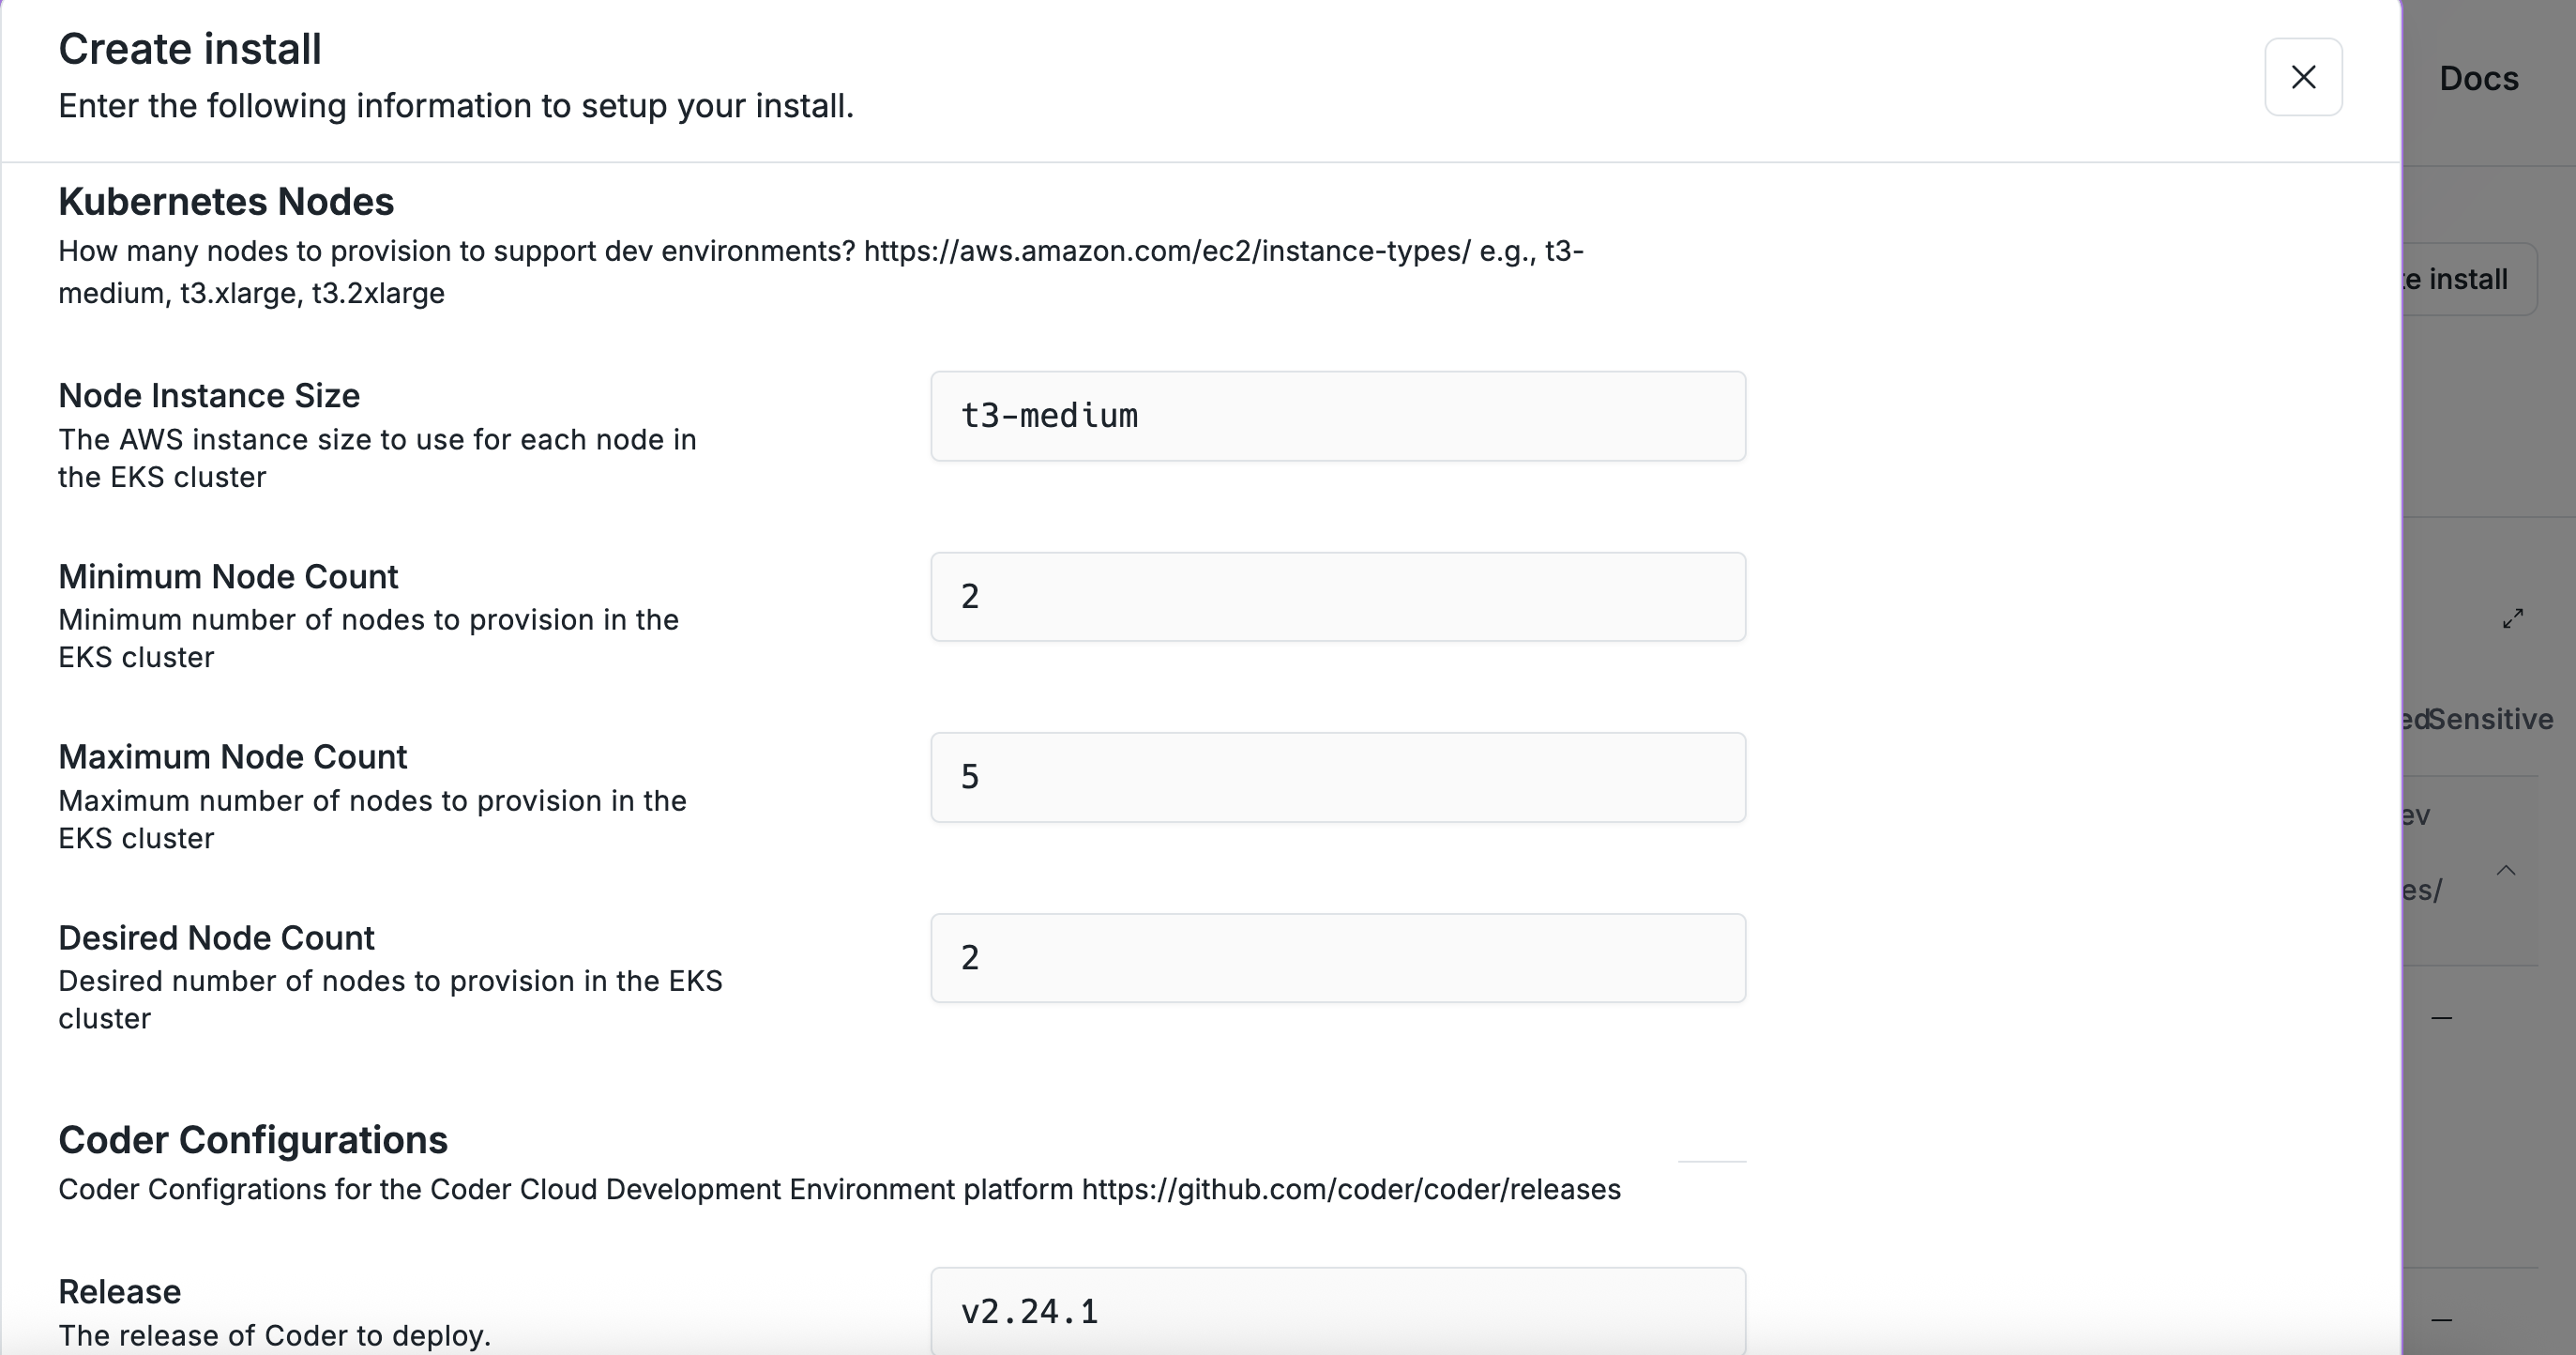 Create install
Enter the following information to setup your install.
Docs
Kubernetes Nodes
How many nodes to provision to support dev environments? https://aws.amazon.com/ec2/instance-types/ e.g., t3-
medium, t3.xlarge, t3.2xlarge
install
Node Instance Size
The AWS instance size to use for each node in
the EKS cluster
t3-medium
Minimum Node Count
Minimum number of nodes to provision in the
EKS cluster
2
Sensitive
Maximum Node Count
Maximum number of nodes to provision in the
EKS cluster
5
Desired Node Count
Desired number of nodes to provision in the EKS
cluster
2
Coder Configurations
Coder Configrations for the Coder Cloud Development Environment platform https://github.com/coder/coder/releases
Release
The release of Coder to deploy.
v2.24.1